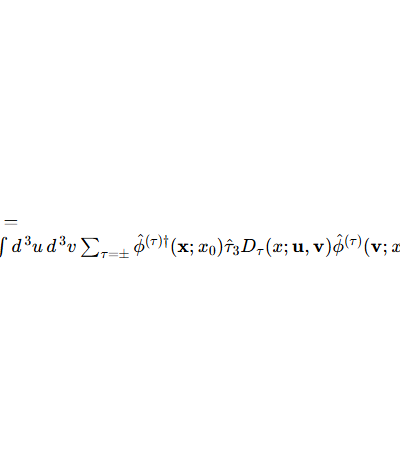 =
∫ d³u d³v ∑_{τ=±} φ̂^{(τ)†}(𝐱; x₀)τ̂₃D_τ(x; 𝐮, 𝐯)φ̂^{(τ)}(𝐯; x